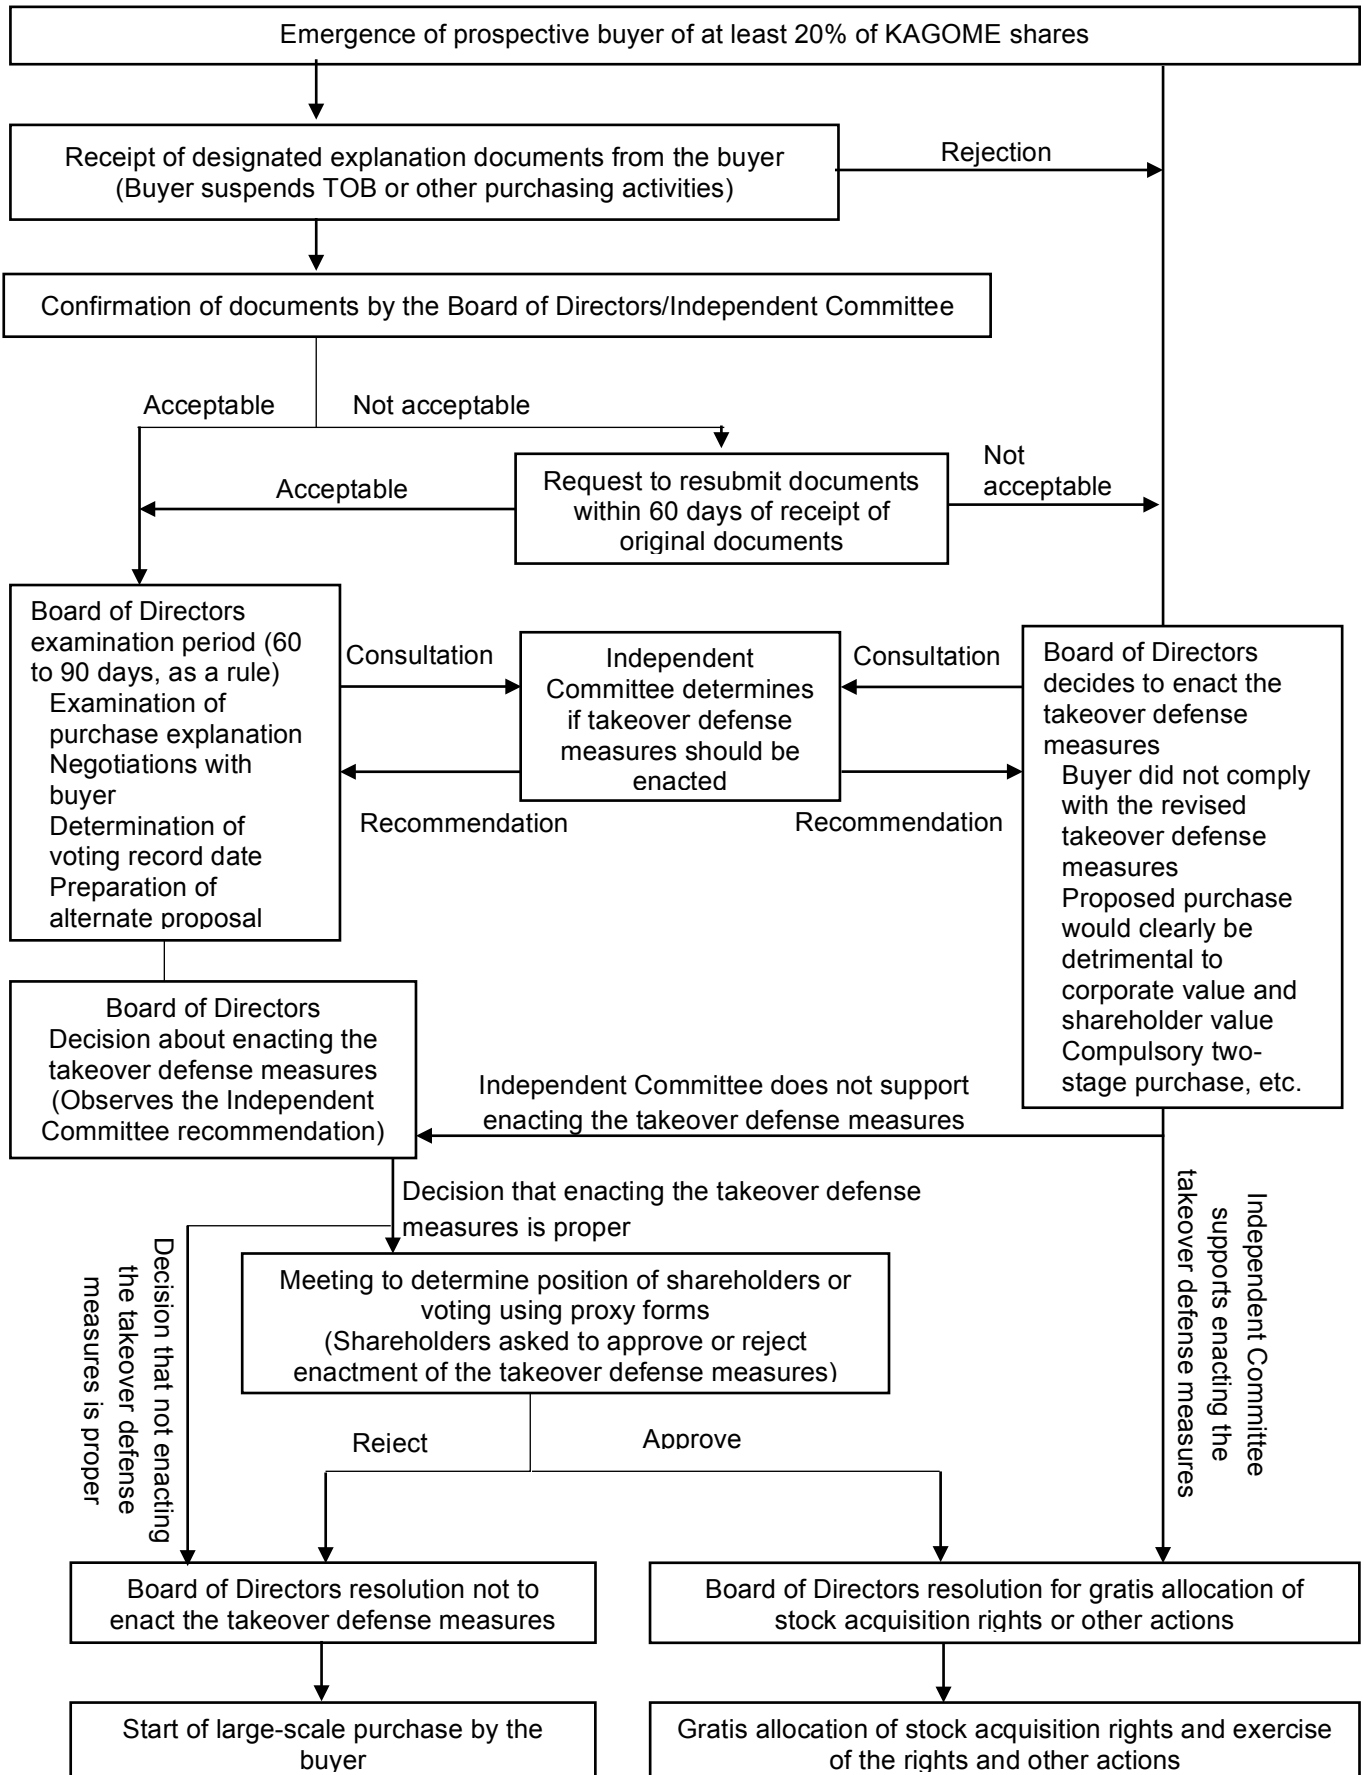 Emergence of prospective buyer of at least 20% of KAGOME shares
Receipt of designated explanation documents from the buyer
(Buyer suspends TOB or other purchasing activities)
Rejection
Confirmation of documents by the Board of Directors/Independent Committee
Acceptable
Not acceptable
Request to resubmit documents
within 60 days of receipt of
original documents
Acceptable
Not
acceptable
Board of Directors
examination period (60
to 90 days, as a rule)
Examination of
purchase explanation
Negotiations with
buyer
Determination of
voting record date
Preparation of
alternate proposal
Consultation
Recommendation
Independent
Committee determines
if takeover defense
measures should be
enacted
Consultation
Recommendation
Board of Directors
decides to enact the
takeover defense
measures
Buyer did not comply
with the revised
takeover defense
measures
Proposed purchase
would clearly be
detrimental to
corporate value and
shareholder value
Compulsory two-
stage purchase, etc.
Board of Directors
Decision about enacting the
takeover defense measures
(Observes the Independent
Committee recommendation)
Independent Committee does not support
enacting the takeover defense measures
Decision that enacting the takeover defense
measures is proper
Decision that not enacting
the takeover defense
measures is proper
Independent Committee
supports enacting the
takeover defense measures
Meeting to determine position of shareholders or
voting using proxy forms
(Shareholders asked to approve or reject
enactment of the takeover defense measures)
Reject
Approve
Board of Directors resolution not to
enact the takeover defense measures
Board of Directors resolution for gratis allocation of
stock acquisition rights or other actions
Start of large-scale purchase by the
buyer
Gratis allocation of stock acquisition rights and exercise
of the rights and other actions